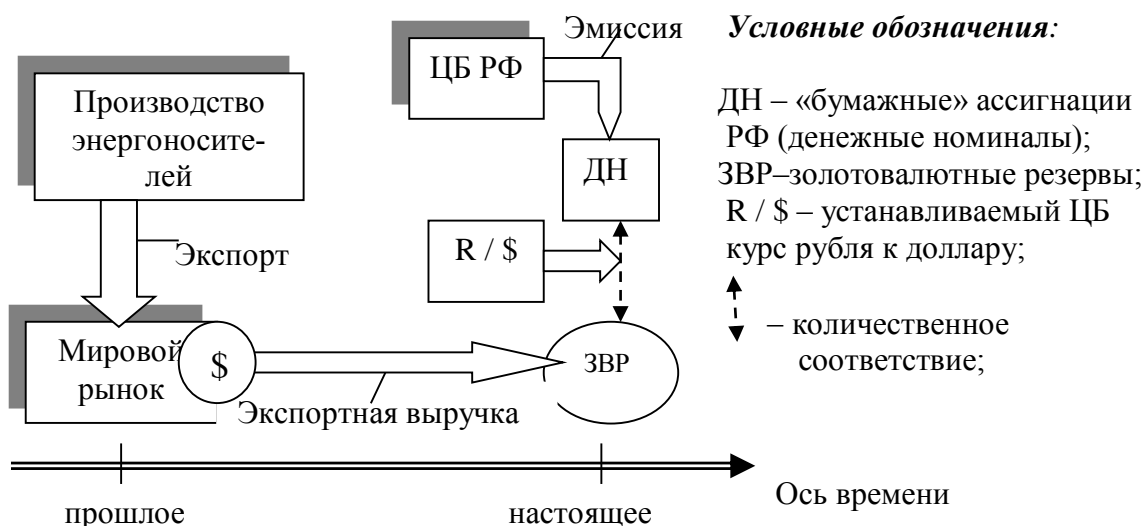 Производство
энергоносите-
лей
Экспорт
Мировой
рынок
$
Экспортная выручка
ЦБ РФ
Эмиссия
ДН
R / $
ЗВР
прошлое
настоящее
Ось времени
Условные обозначения:
ДН – «бумажные» ассигнации
РФ (денежные номиналы);
ЗВР–золотовалютные резервы;
R / $ – устанавливаемый ЦБ
курс рубля к доллару;
– количественное
соответствие;